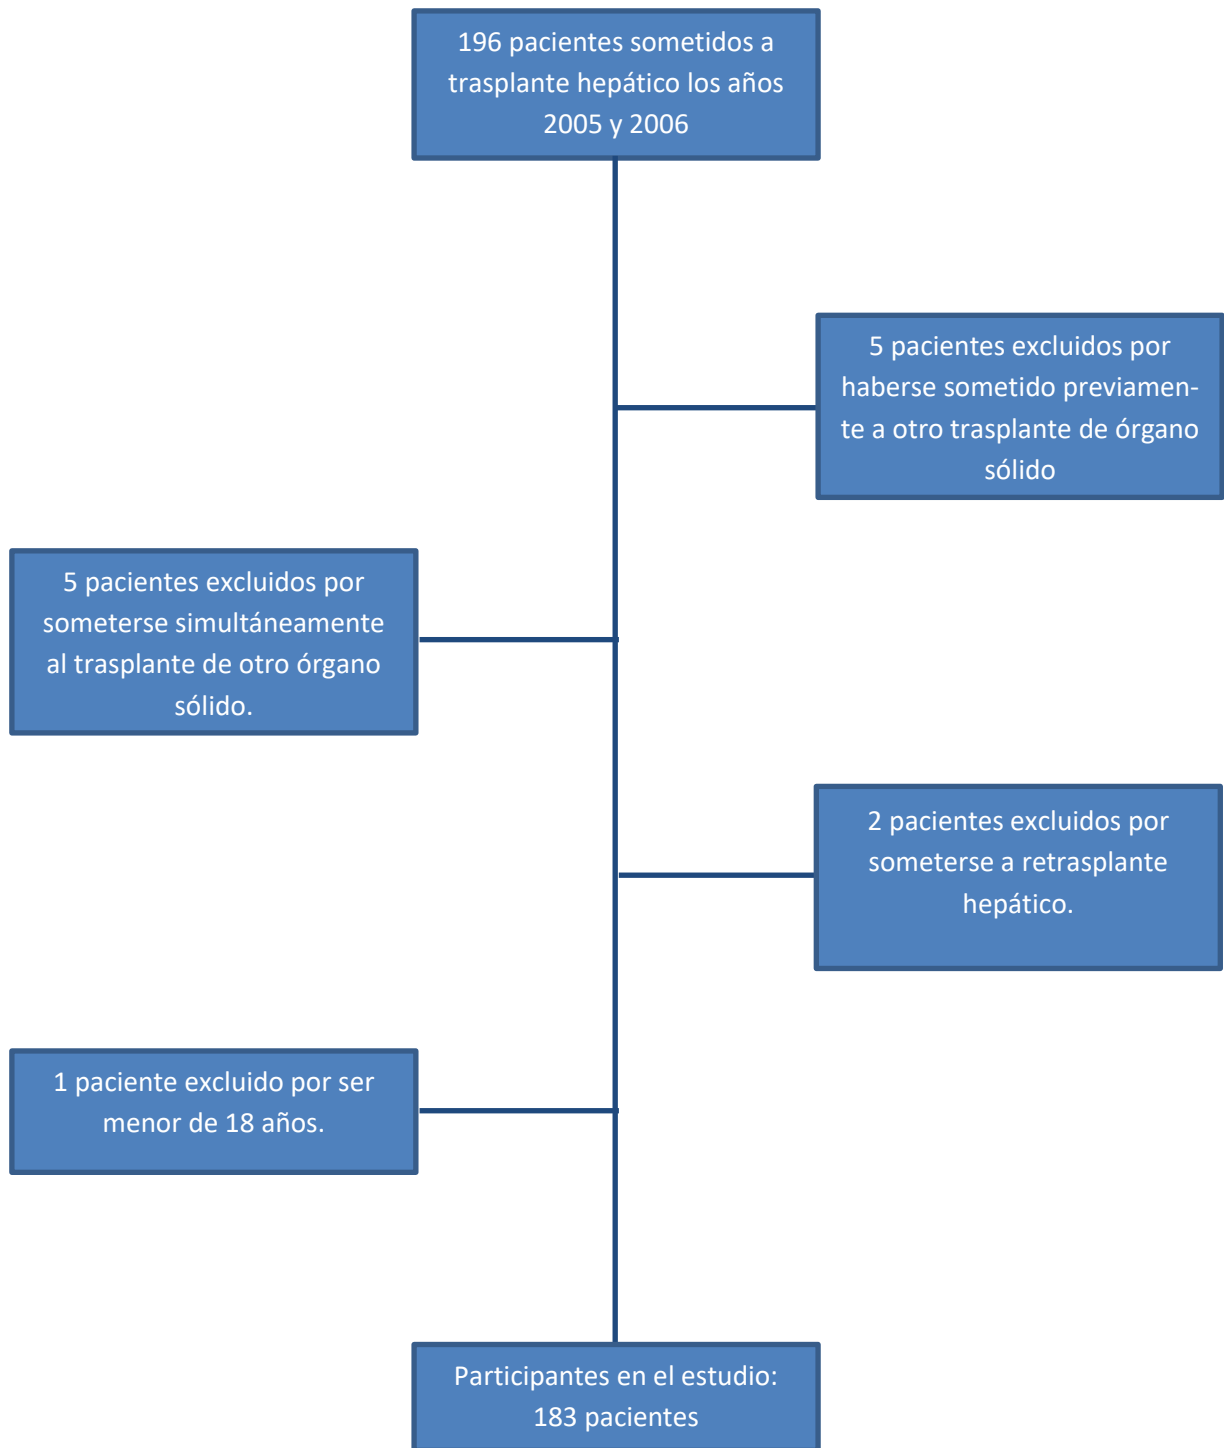 196 pacientes sometidos a
trasplante hepático los años
2005 y 2006
5 pacientes excluidos por
haberse sometido previamen-
te a otro trasplante de órgano
sólido
5 pacientes excluidos por
someterse simultáneamente
al trasplante de otro órgano
sólido.
2 pacientes excluidos por
someterse a retrasplante
hepático.
1 paciente excluido por ser
menor de 18 años.
Participantes en el estudio:
183 pacientes